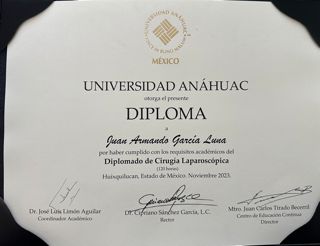 UNIVERSIDAD ANÁHUAC
MÉXICO
UNIVERSIDAD ANÁHUAC
otorga el presente
DIPLOMA
a
Juan Armando García Luna
por haber cumplido con los requisitos académicos del
Diplomado de Cirugía Laparoscópica
(120 horas)
Huixquilucan, Estado de México. Noviembre 2023.
Dr. José Luis Limón Aguilar
Coordinador Académico
Dr. Cipriano Sánchez García, L.C.
Rector
Mtro. Juan Carlos Tirado Becerril
Centro de Educación Continua
Director